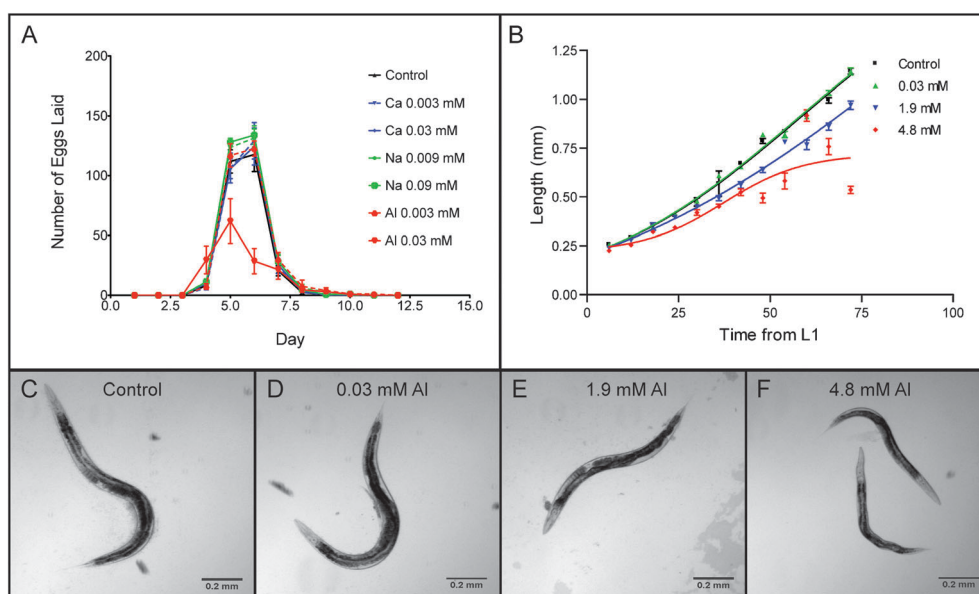 A
200
150
100
50
0
Number of Eggs Laid
0.0 2.5 5.0 7.5 10.0 12.5 15.0
Day
Control
Ca 0.003 mM
Ca 0.03 mM
Na 0.009 mM
Na 0.09 mM
Al 0.003 mM
Al 0.03 mM
B
1.25
1.00
0.75
0.50
0.25
0.00
Length (mm)
0 25 50 75 100
Time from L1
Control
0.03 mM
1.9 mM
4.8 mM
C Control
0.2 mm
D 0.03 mM Al
0.2 mm
E 1.9 mM Al
0.2 mm
F 4.8 mM Al
0.2 mm